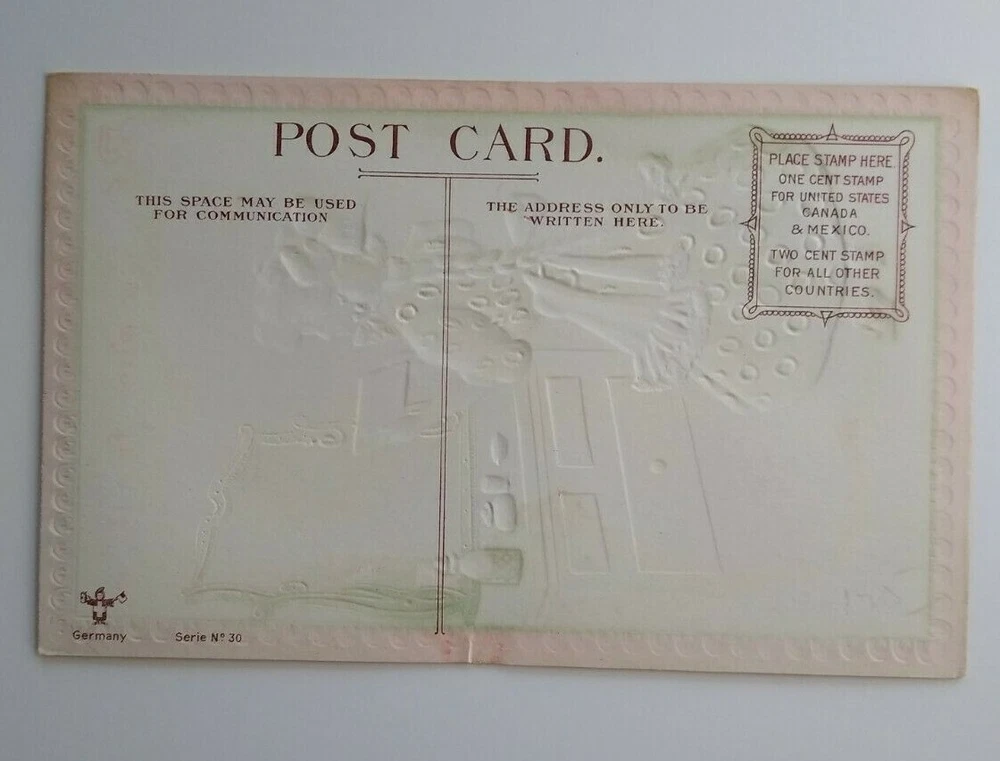 POST CARD.
THIS SPACE MAY BE USED
FOR COMMUNICATION
THE ADDRESS ONLY TO BE
WRITTEN HERE.
PLACE STAMP HERE
ONE CENT STAMP
FOR UNITED STATES
CANADA
& MEXICO.
TWO CENT STAMP
FOR ALL OTHER
COUNTRIES.
Germany
Serie Nº 30